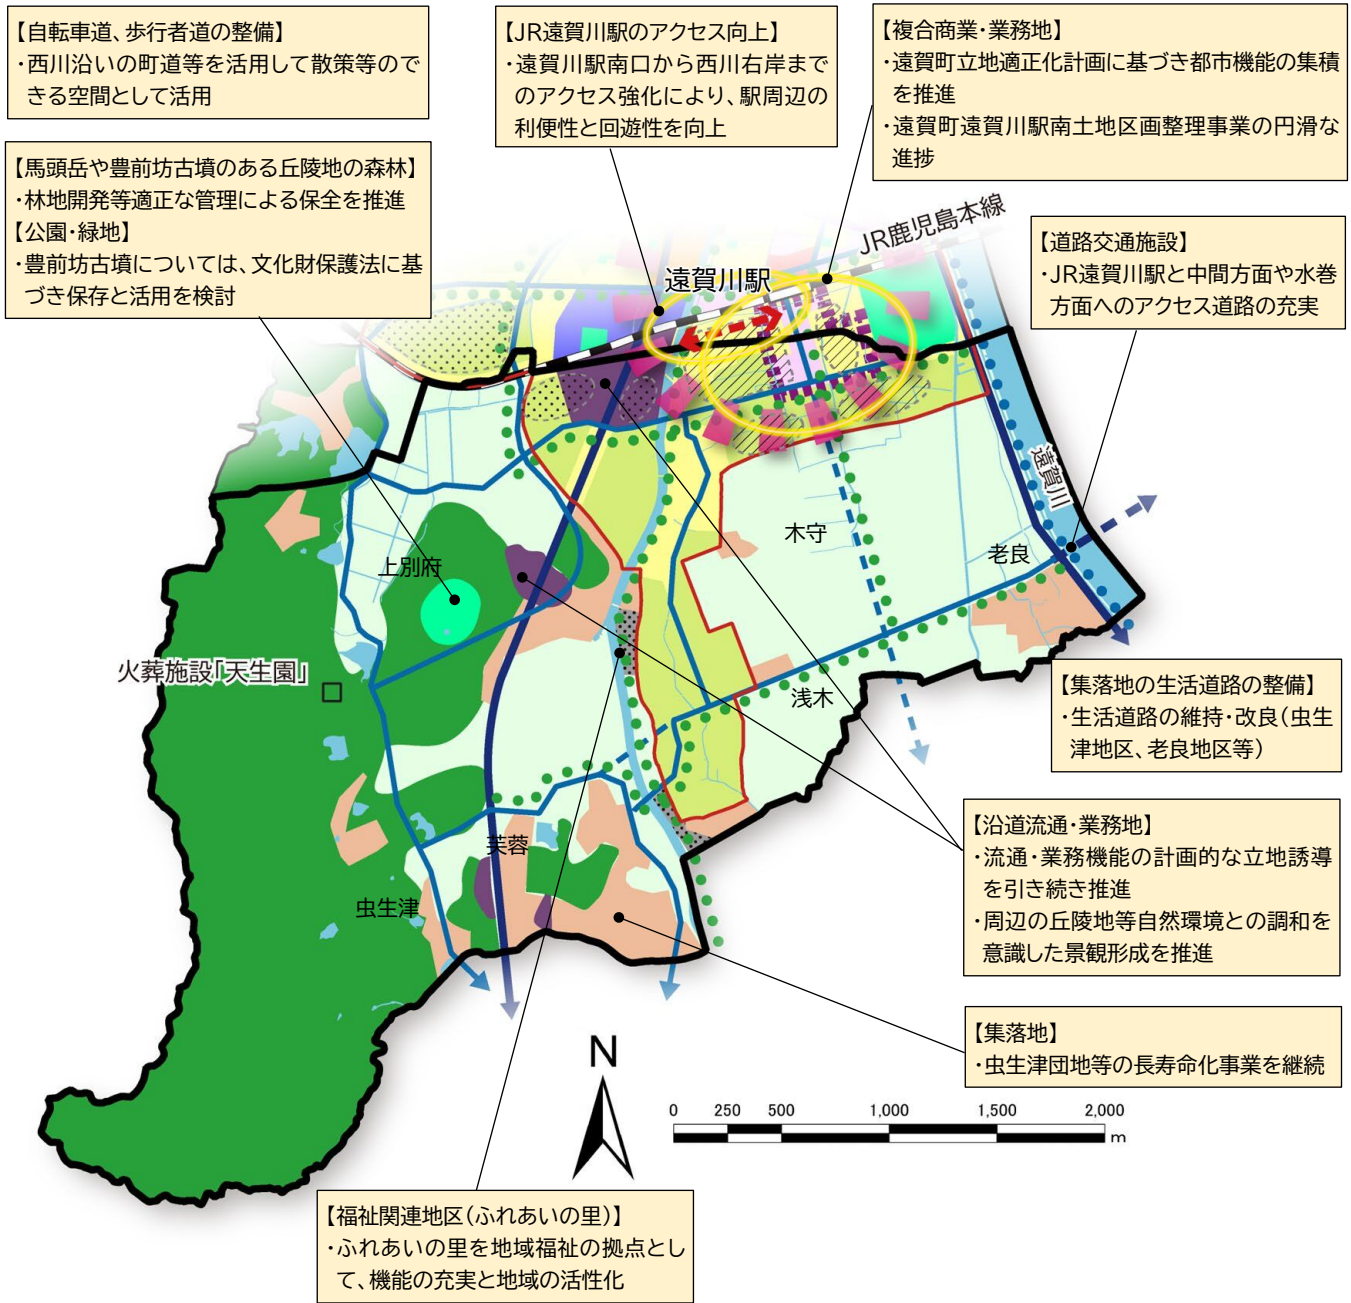 【自転車道、歩行者道の整備】
・西川沿いの町道等を活用して散策等ので
きる空間として活用
【JR遠賀川駅のアクセス向上】
・遠賀川駅南口から西川右岸まで
のアクセス強化により、駅周辺の
利便性と回遊性を向上
【複合商業・業務地】
・遠賀町立地適正化計画に基づき都市機能の集積
を推進
・遠賀町遠賀川駅南土地区画整理事業の円滑な
進捗
【馬頭岳や豊前坊古墳のある丘陵地の森林】
・林地開発等適正な管理による保全を推進
【公園・緑地】
・豊前坊古墳については、文化財保護法に基
づき保存と活用を検討
【道路交通施設】
・JR遠賀川駅と中間方面や水巻
方面へのアクセス道路の充実
JR鹿児島本線
遠賀川駅
遠賀川
木守
老良
上別府
火葬施設「天生園」
浅木
芙蓉
虫生津
【集落地の生活道路の整備】
・生活道路の維持・改良(虫生
津地区、老良地区等)
【沿道流通・業務地】
・流通・業務機能の計画的な立地誘導
を引き続き推進
・周辺の丘陵地等自然環境との調和を
意識した景観形成を推進
【集落地】
・虫生津団地等の長寿命化事業を継続
N
0 250 500 1,000 1,500 2,000
m
【福祉関連地区(ふれあいの里)】
・ふれあいの里を地域福祉の拠点とし
て、機能の充実と地域の活性化